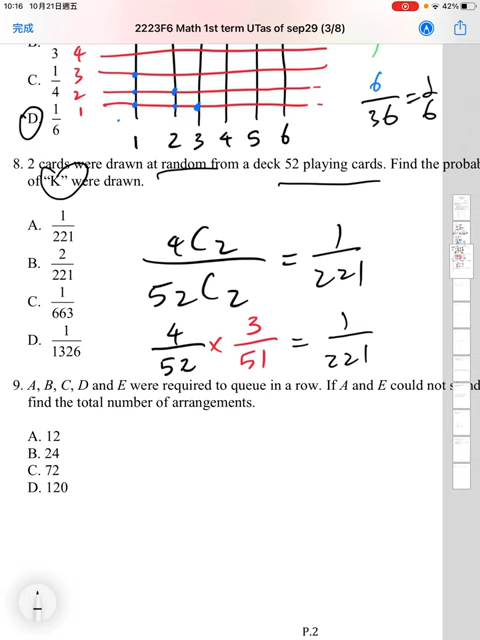 10:16 10月21日週五
42%
完成
2223F6 Math 1st term UTas of sep29 (3/8)
3 4
C. 1/4 3
2
D. 1/6 1
1 2 3 4 5 6
6/36 = 1/6
8. 2 cards were drawn at random from a deck 52 playing cards. Find the proba
of "K" were drawn.
A. 1/221
B. 2/221
C. 1/663
D. 1/1326
4C2/52C2 = 1/221
4/52 × 3/51 = 1/221
9. A, B, C, D and E were required to queue in a row. If A and E could not
find the total number of arrangements.
A. 12
B. 24
C. 72
D. 120
P.2